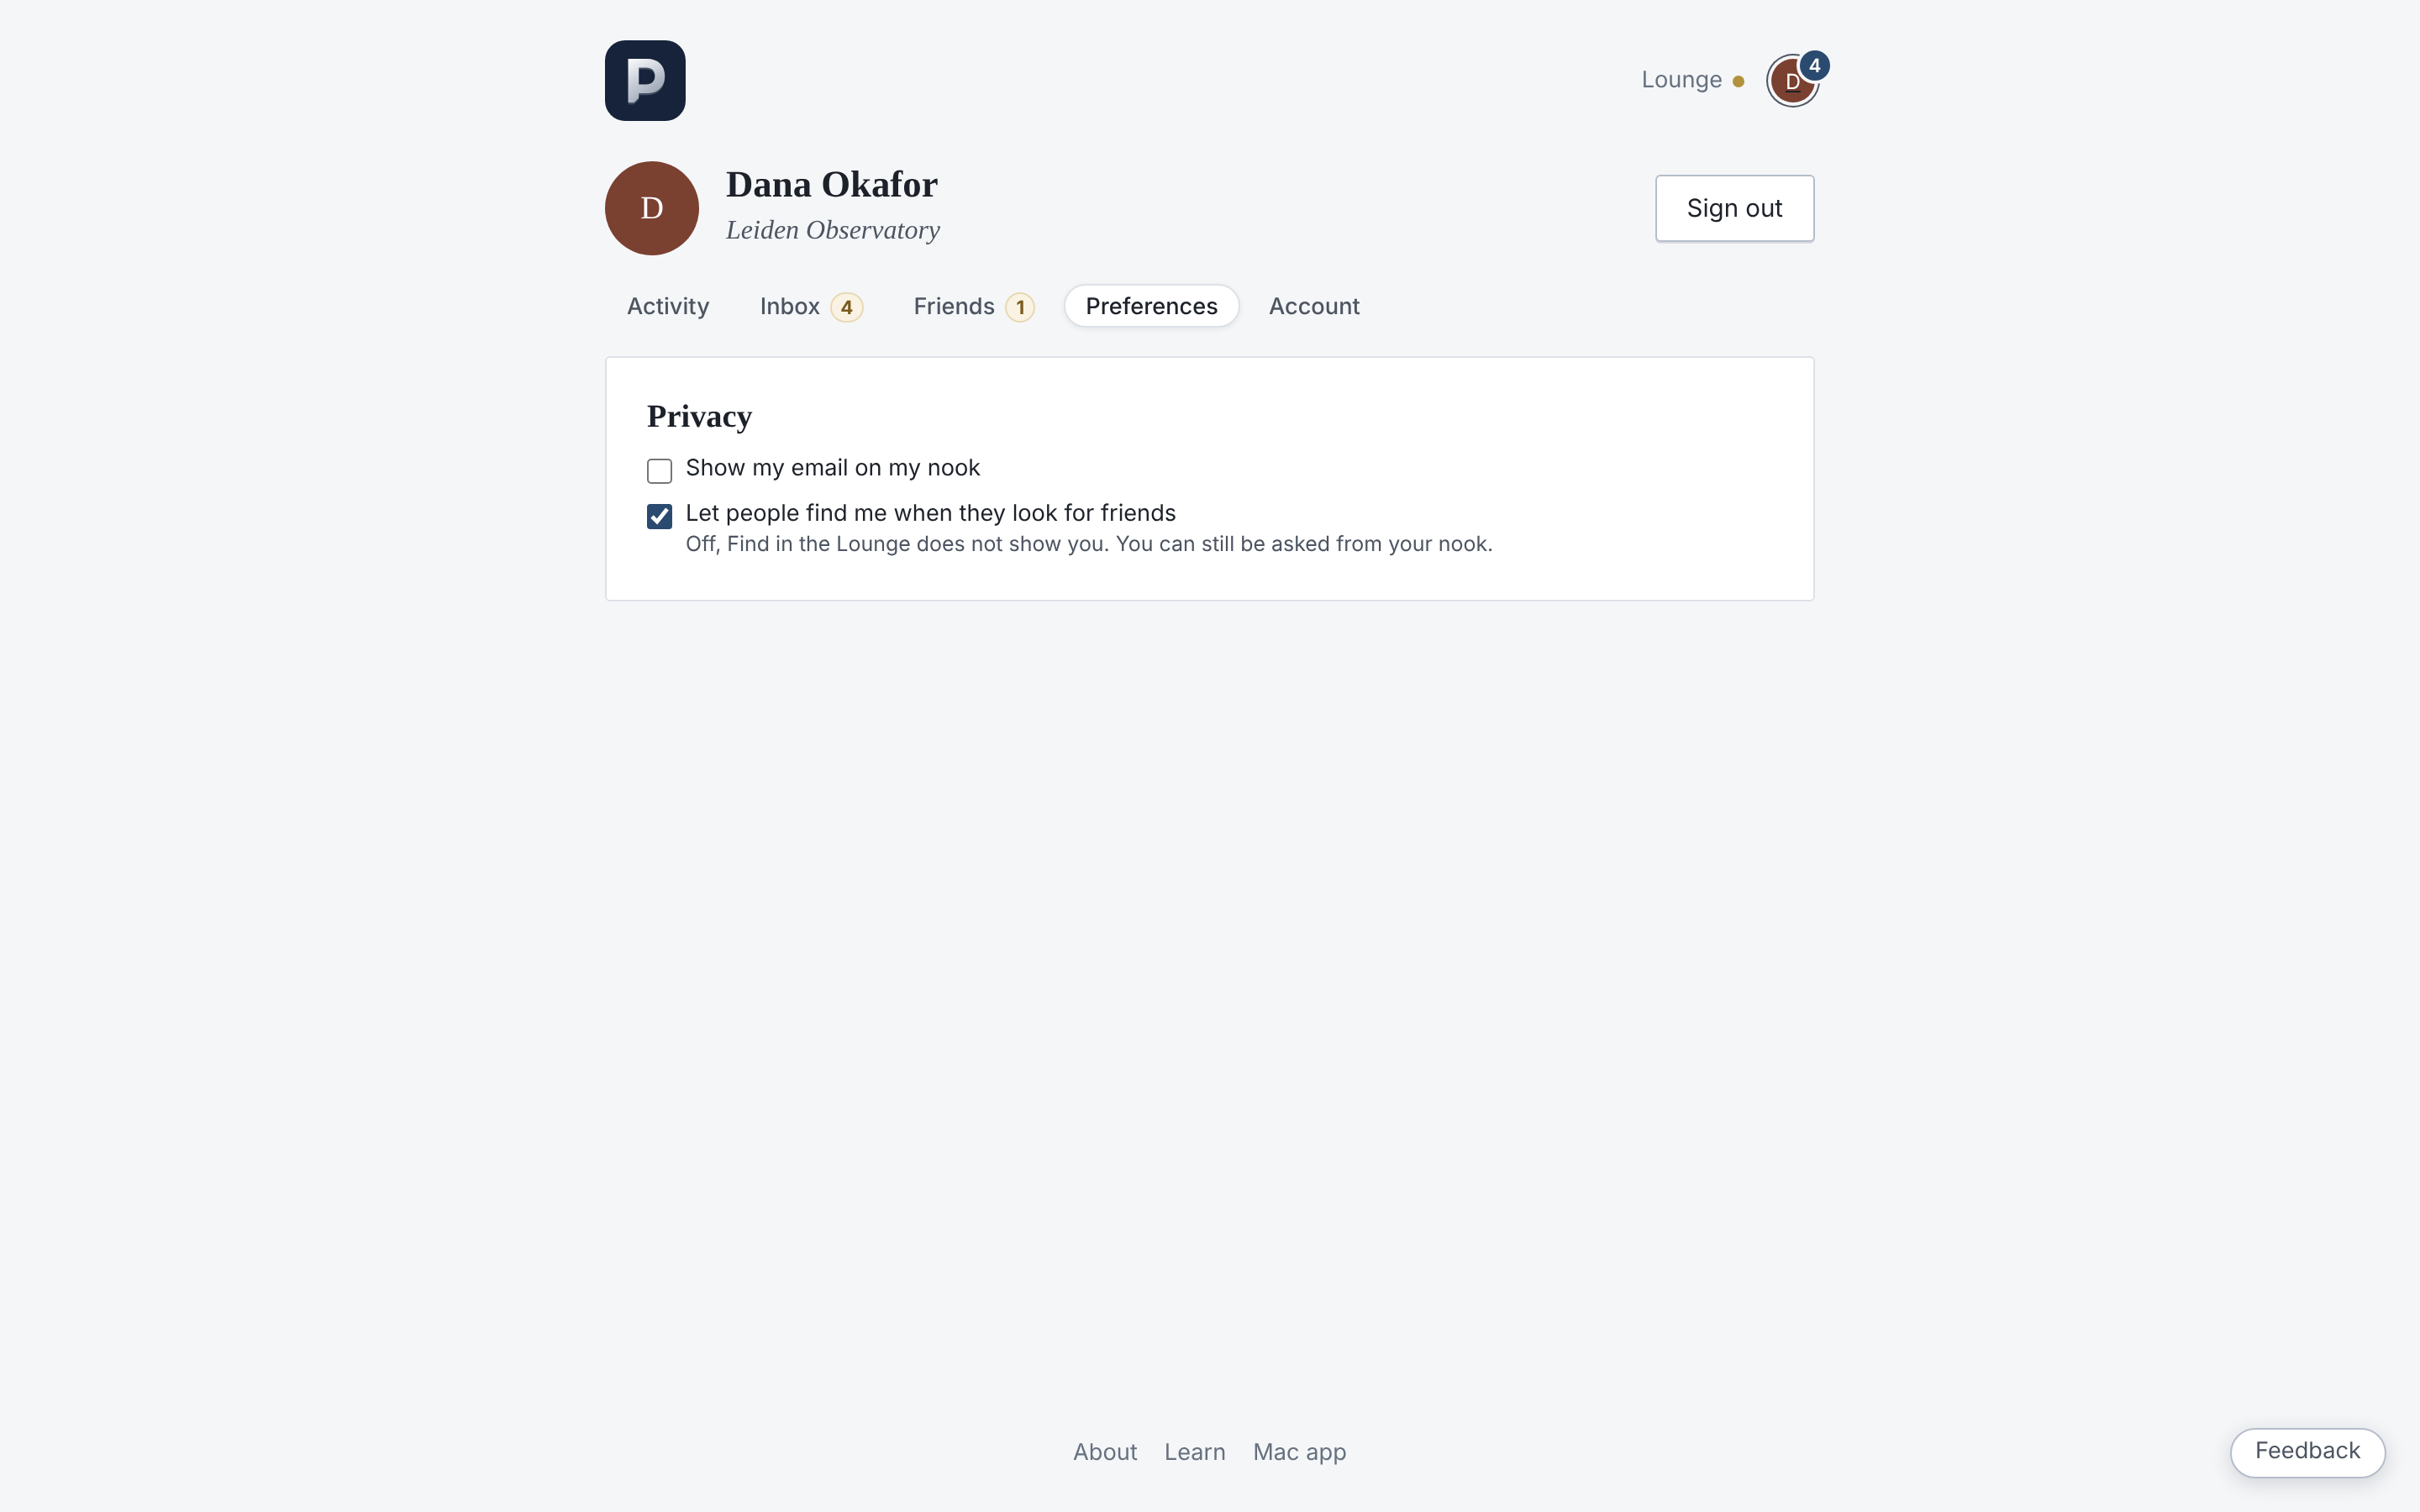 P
Lounge
D 4
D
Dana Okafor
Leiden Observatory
Sign out
Activity Inbox 4 Friends 1 Preferences Account
Privacy
Show my email on my nook
Let people find me when they look for friends
Off, Find in the Lounge does not show you. You can still be asked from your nook.
About Learn Mac app
Feedback